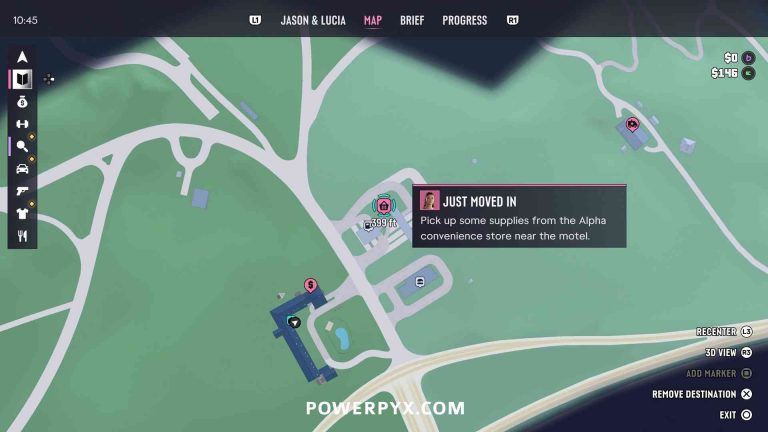 10:45
L1 JASON & LUCIA MAP BRIEF PROGRESS R1
$0
$146
JUST MOVED IN
Pick up some supplies from the Alpha
convenience store near the motel.
399 ft
RECENTER L3
3D VIEW R3
ADD MARKER
REMOVE DESTINATION
EXIT
POWERPYX.COM